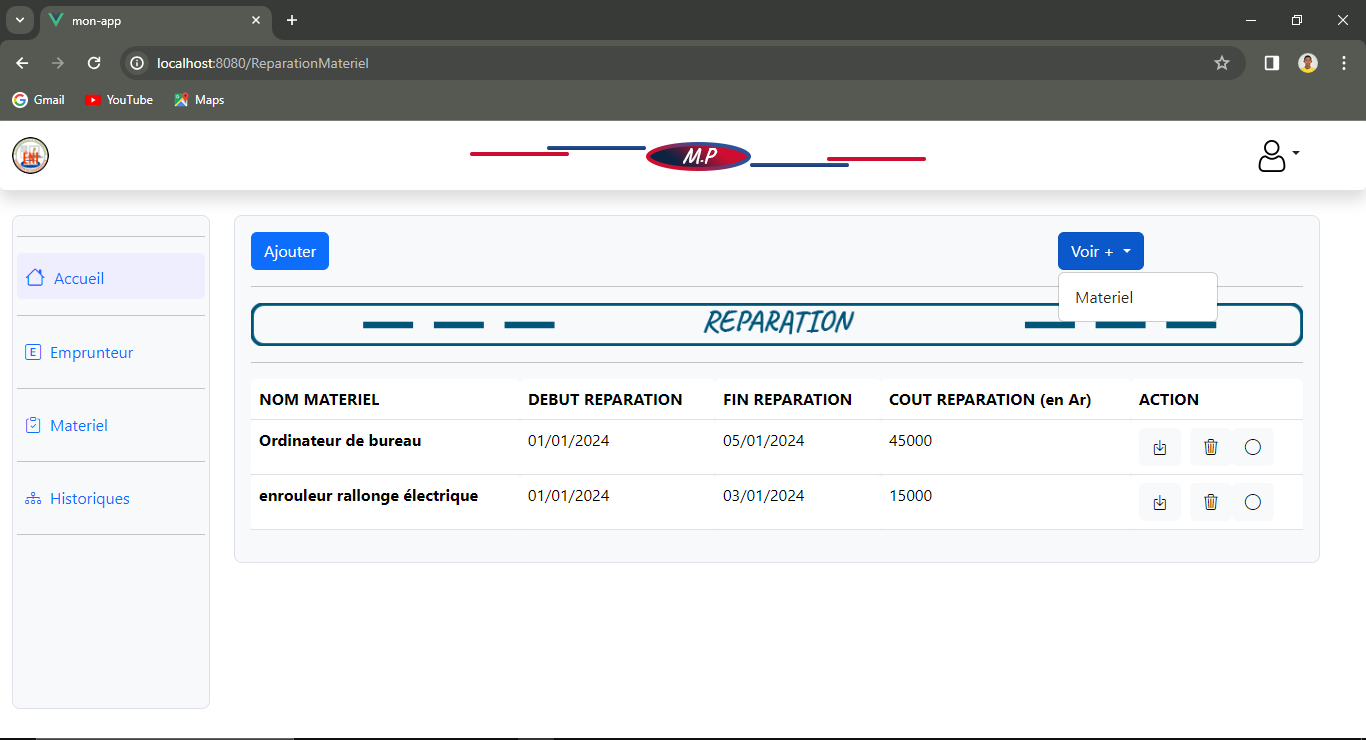 mon-app
localhost:8080/ReparationMateriel
Gmail YouTube Maps
ENI
M.P
Ajouter Voir +
Accueil Materiel
REPARATION
E Emprunteur
NOM MATERIEL DEBUT REPARATION FIN REPARATION COUT REPARATION (en Ar) ACTION
Materiel
Ordinateur de bureau 01/01/2024 05/01/2024 45000
enrouleur rallonge électrique 01/01/2024 03/01/2024 15000
Historiques